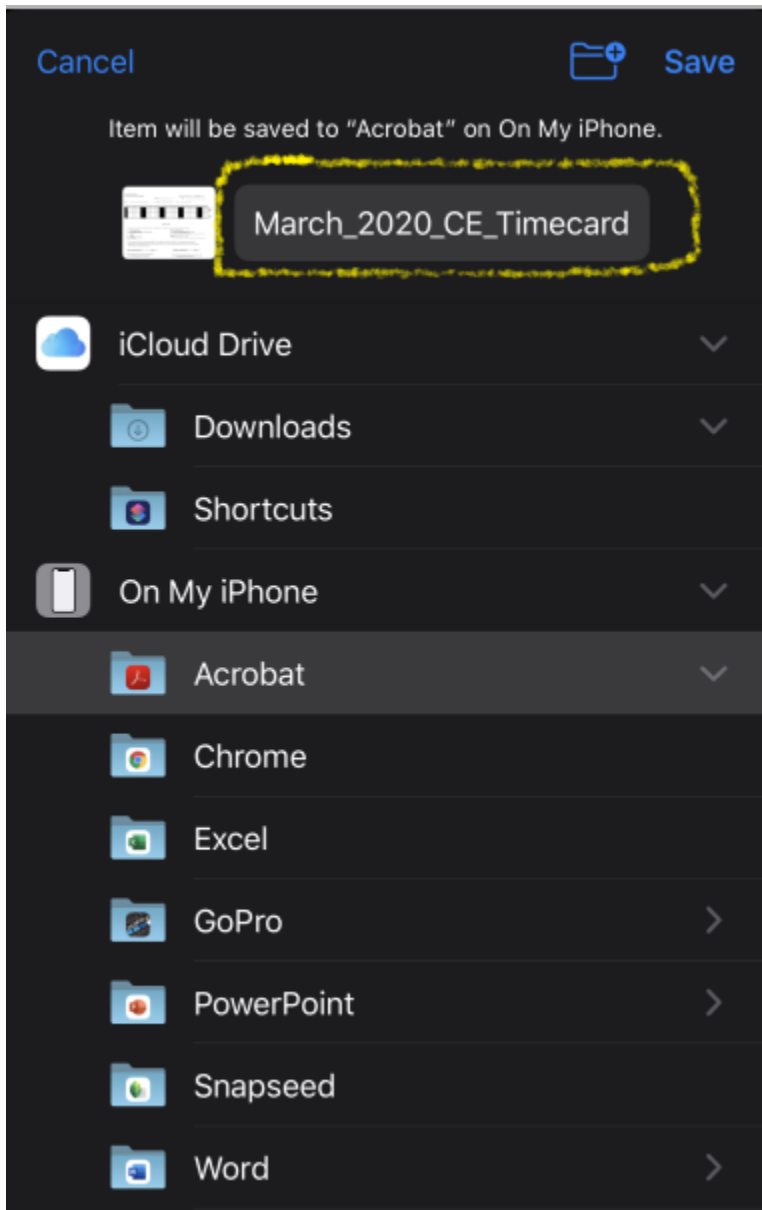 Cancel Save
Item will be saved to “Acrobat” on On My iPhone.
March_2020_CE_Timecard
iCloud Drive
Downloads
Shortcuts
On My iPhone
Acrobat
Chrome
Excel
GoPro
PowerPoint
Snapseed
Word